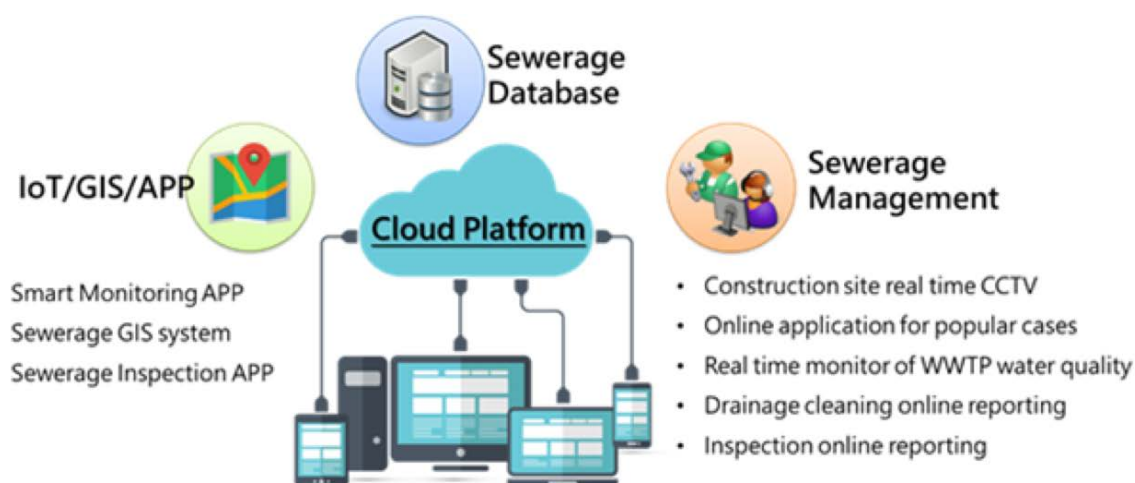 Sewerage
Database
IoT/GIS/APP
Smart Monitoring APP
Sewerage GIS system
Sewerage Inspection APP
Cloud Platform
Sewerage
Management
• Construction site real time CCTV
• Online application for popular cases
• Real time monitor of WWTP water quality
• Drainage cleaning online reporting
• Inspection online reporting